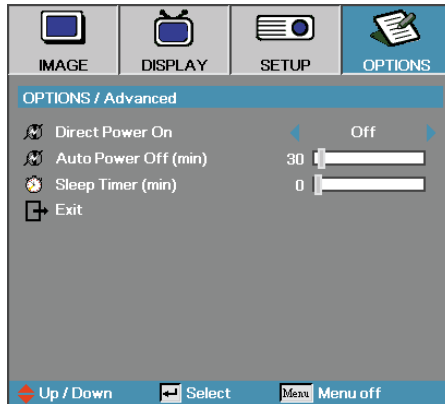 IMAGE DISPLAY SETUP OPTIONS
OPTIONS / Advanced
Direct Power On Off
Auto Power Off (min) 30
Sleep Timer (min) 0
Exit
Up / Down Select Menu Menu off